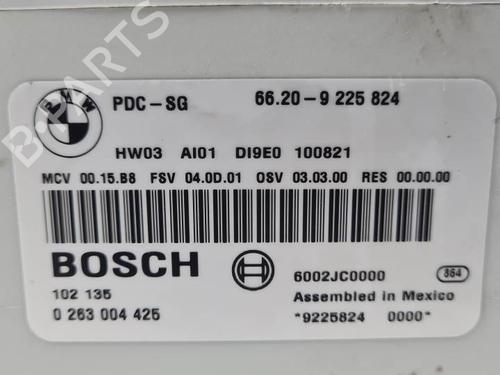 B-PARTS
BMW PDC-SG 66.20-9 225 824
HW03 AI01 DI9E0 100821
MCV 00.15.B8 FSV 04.0D.01 OSV 03.03.00 RES 00.00.00
BOSCH
6002JC0000 864
102 135 Assembled in Mexico
0 263 004 425 *9225824 0000*